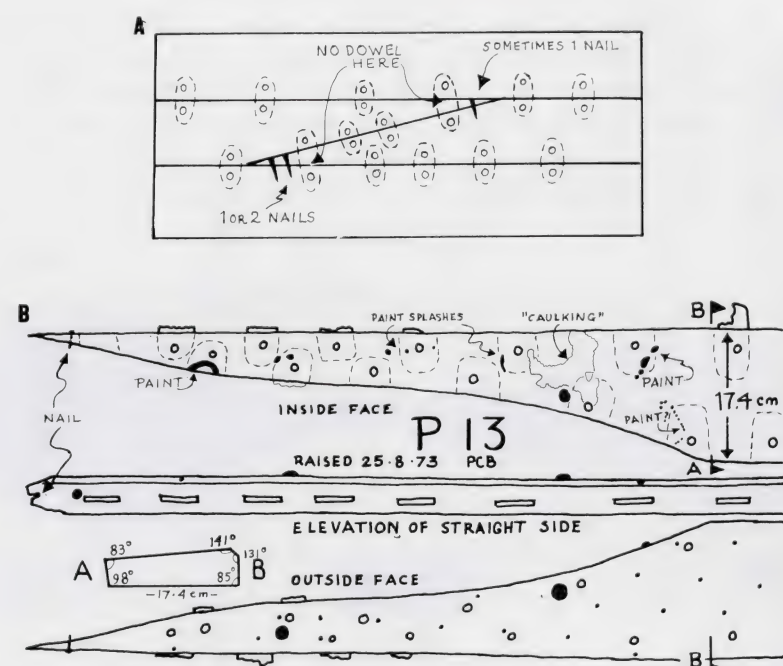 A
NO DOWEL
HERE
SOMETIMES 1 NAIL
1 OR 2 NAILS
B
PAINT SPLASHES
"CAULKING"
B
PAINT
PAINT
17.4 cm
NAIL
INSIDE FACE
PAINT?
P 13
RAISED 25·8·73 PCB
A
ELEVATION OF STRAIGHT SIDE
83°
141°
131°
A
B
98°
85°
-17.4 cm-
OUTSIDE FACE
B